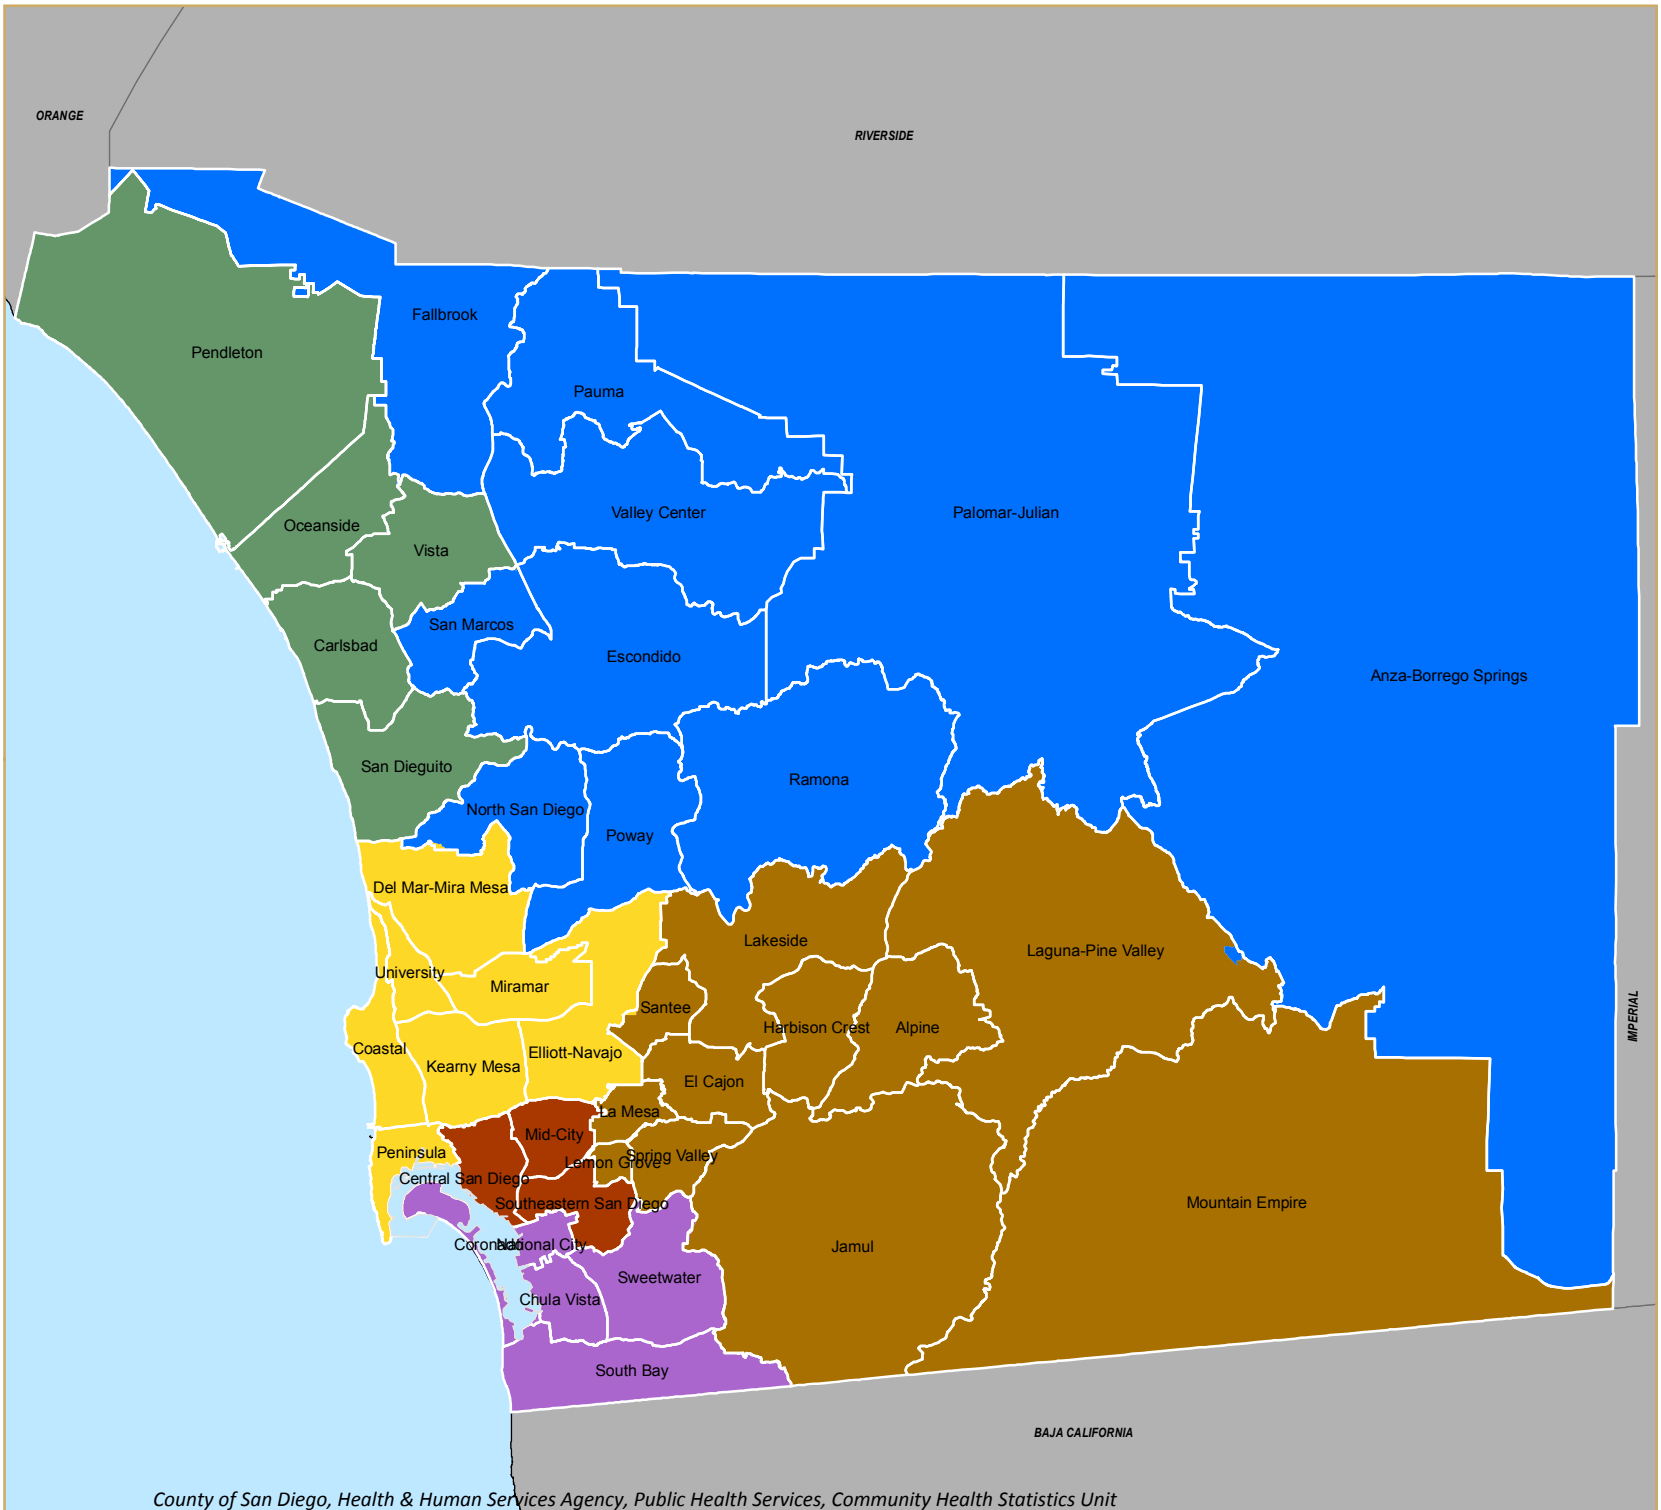 ORANGE
RIVERSIDE
Fallbrook
Pendleton
Pauma
Valley Center
Palomar-Julian
Oceanside
Vista
San Marcos
Carlsbad
Escondido
Anza-Borrego Springs
San Dieguito
Ramona
North San Diego
Poway
Del Mar-Mira Mesa
Lakeside
Laguna-Pine Valley
University
Miramar
Santee
IMPERIAL
Harbison Crest
Alpine
Coastal
Elliott-Navajo
Kearny Mesa
El Cajon
La Mesa
Mid-City
Peninsula
Lemon Grove
Spring Valley
Central San Diego
Southeastern San Diego
Mountain Empire
Coronado
National City
Jamul
Sweetwater
Chula Vista
South Bay
BAJA CALIFORNIA
County of San Diego, Health & Human Services Agency, Public Health Services, Community Health Statistics Unit